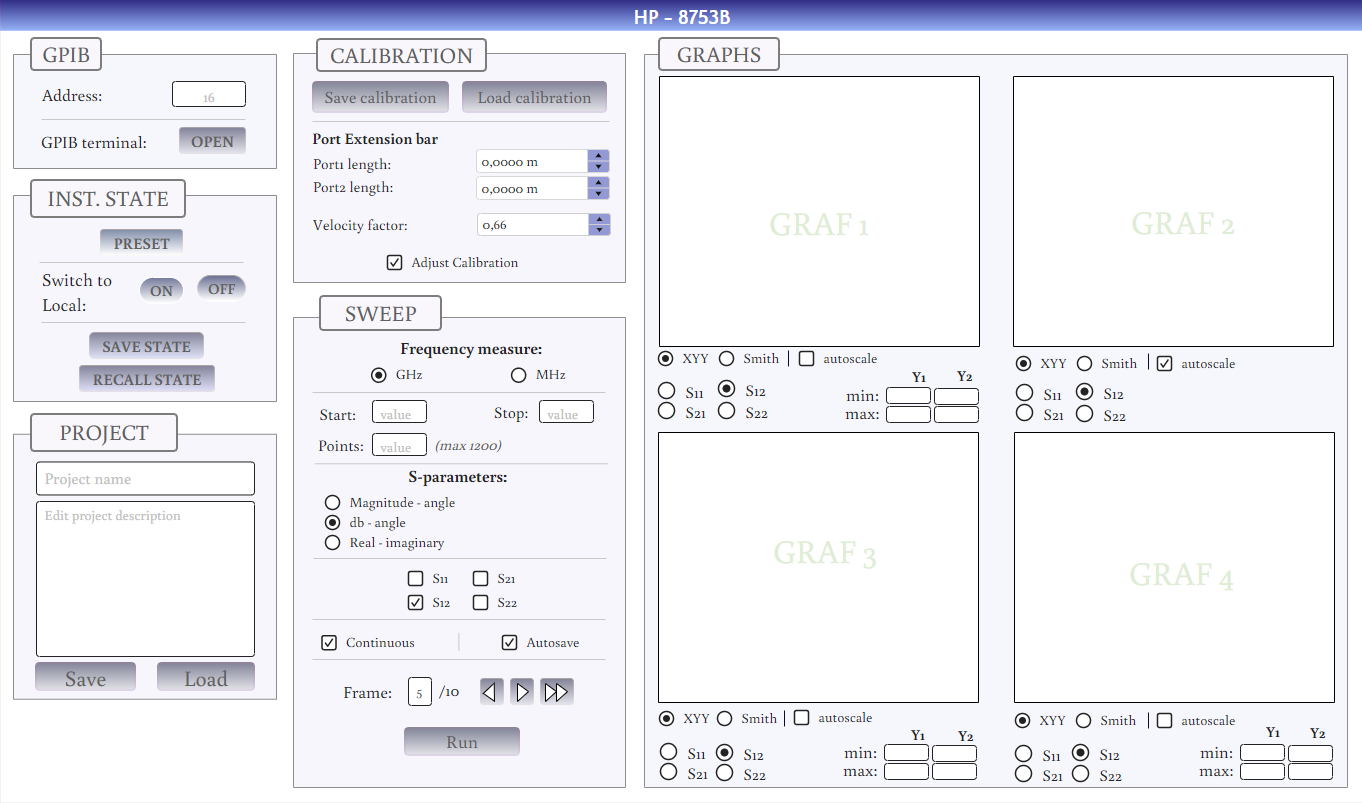 HP - 8753B
GPIB
Address: 16
GPIB terminal: OPEN
INST. STATE
PRESET
Switch to
Local:
ON OFF
SAVE STATE
RECALL STATE
PROJECT
Project name
Edit project description
Save Load
CALIBRATION
Save calibration Load calibration
Port Extension bar
Port1 length: 0,0000 m
Port2 length: 0,0000 m
Velocity factor: 0,66
Adjust Calibration
SWEEP
Frequency measure:
GHz MHz
Start: value Stop: value
Points: value (max 1200)
S-parameters:
Magnitude - angle
db - angle
Real - imaginary
S11 S21
S12 S22
Continuous Autosave
Frame: 5 /10
Run
GRAPHS
GRAF 1
XYY Smith | autoscale
Y1 Y2
S11 S12 min:
S21 S22 max:
GRAF 2
XYY Smith | autoscale
S11 S12
S21 S22
GRAF 3
XYY Smith | autoscale
Y1 Y2
S11 S12 min:
S21 S22 max:
GRAF 4
XYY Smith | autoscale
Y1 Y2
S11 S12 min:
S21 S22 max: